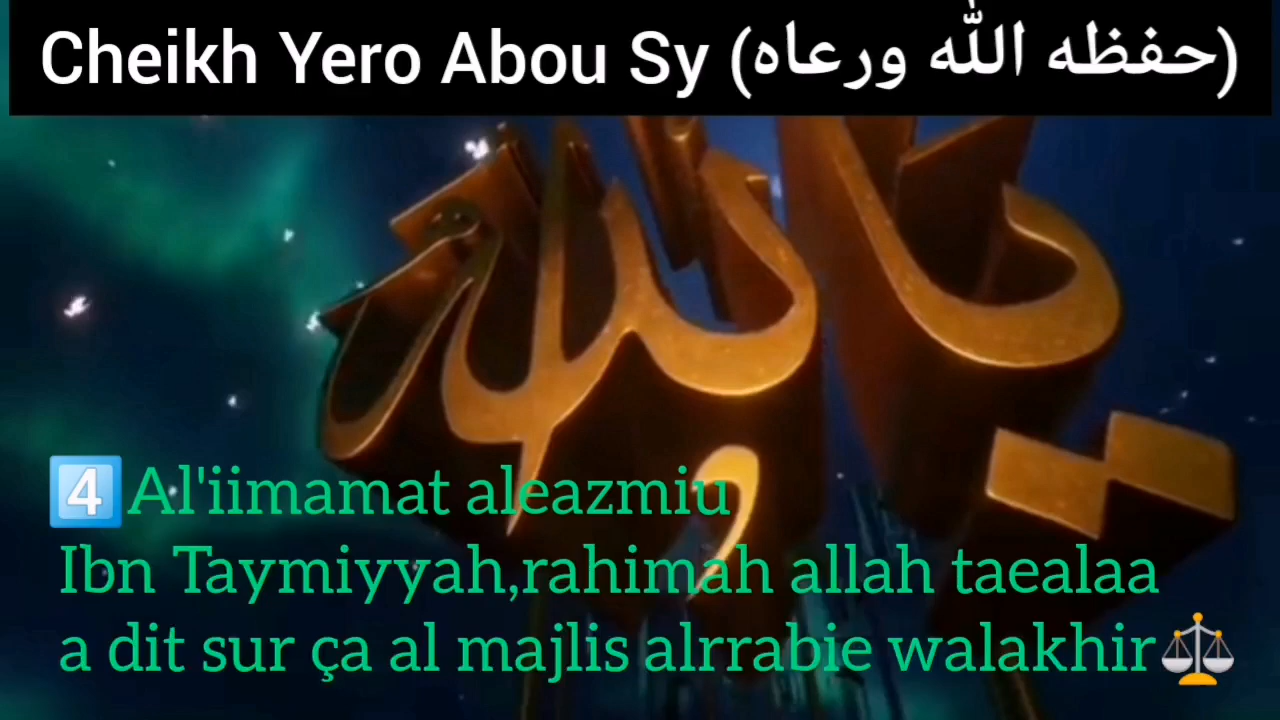 Cheikh Yero Abou Sy (حفظه الله ورعاه)
بالله
4️⃣Al'iimamat aleazmiu
Ibn Taymiyyah,rahimah allah taealaa
a dit sur ça al majlis alrrabie walakhir⚖️